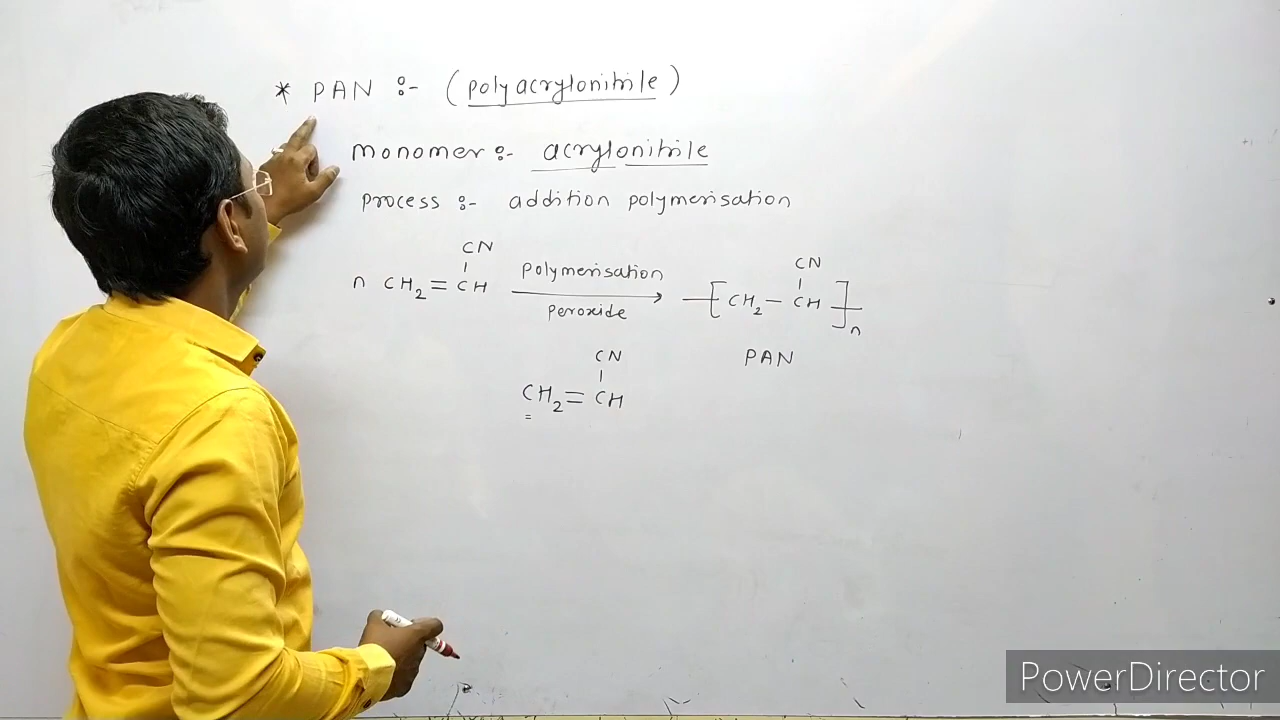 * PAN :- (polyacrylonitrile)
monomer :- acrylonitrile
process :- addition polymerisation
CN
n CH₂ = CH
polymerisation
peroxide
CN
[CH₂ - CH]n
PAN
CN
CH₂ = CH
PowerDirector